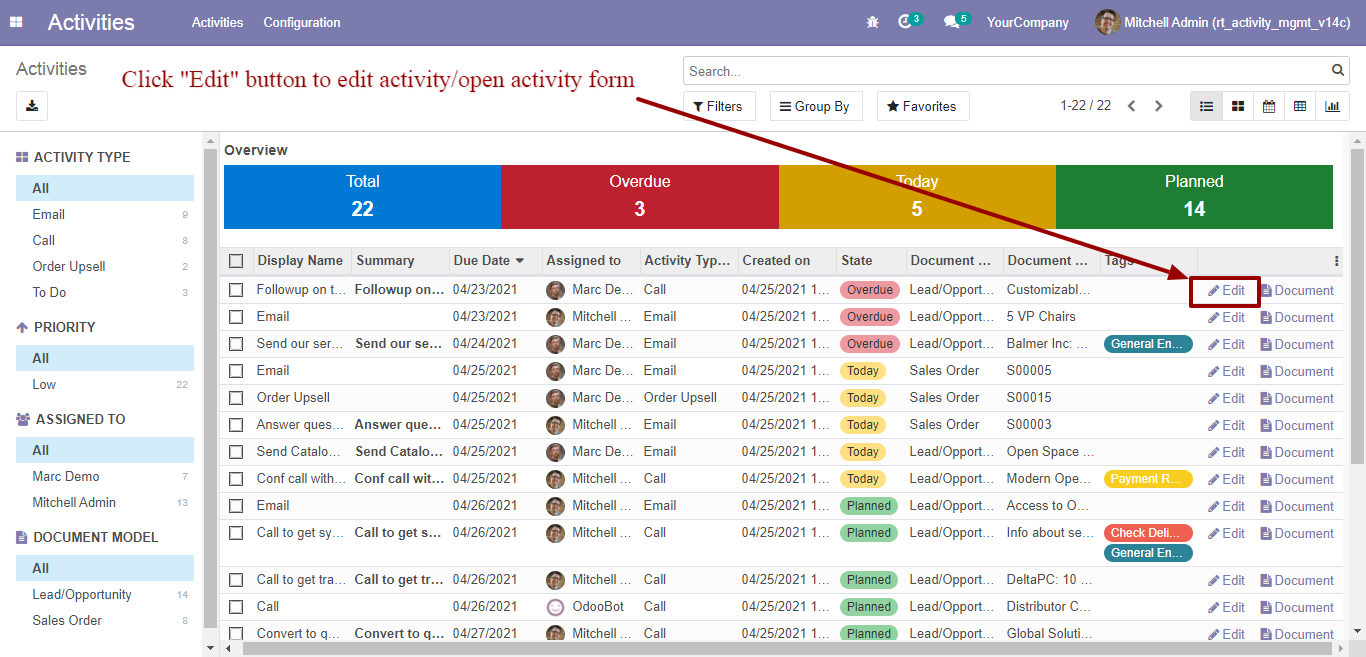 Activities Activities Configuration 3 5 YourCompany Mitchell Admin (rt_activity_mgmt_v14c)
Activities
Click "Edit" button to edit activity/open activity form
Search...
Filters Group By Favorites 1-22 / 22
ACTIVITY TYPE
All
Email 9
Call 8
Order Upsell 2
To Do 3
PRIORITY
All
Low 22
ASSIGNED TO
All
Marc Demo 7
Mitchell Admin 13
DOCUMENT MODEL
All
Lead/Opportunity 14
Sales Order 8
Overview
Total Overdue Today Planned
22 3 5 14
Display Name Summary Due Date Assigned to Activity Typ... Created on State Document ... Document ... Tags
Followup on t... Followup on... 04/23/2021 Marc De... Call 04/25/2021 1... Overdue Lead/Opport... Customizabl... Edit Document
Email 04/23/2021 Mitchell ... Email 04/25/2021 1... Overdue Lead/Opport... 5 VP Chairs Edit Document
Send our ser... Send our se... 04/24/2021 Marc De... Email 04/25/2021 1... Overdue Lead/Opport... Balmer Inc: ... General En... Edit Document
Email 04/25/2021 Marc De... Email 04/25/2021 1... Today Sales Order S00005 Edit Document
Order Upsell 04/25/2021 Marc De... Order Upsell 04/25/2021 1... Today Sales Order S00015 Edit Document
Answer ques... Answer que... 04/25/2021 Mitchell ... Email 04/25/2021 1... Today Sales Order S00003 Edit Document
Send Catalo... Send Catalo... 04/25/2021 Marc De... Email 04/25/2021 1... Today Lead/Opport... Open Space ... Edit Document
Conf call with... Conf call wit... 04/25/2021 Mitchell ... Call 04/25/2021 1... Today Lead/Opport... Modern Ope... Payment R... Edit Document
Email 04/26/2021 Mitchell ... Email 04/25/2021 1... Planned Lead/Opport... Access to O... Edit Document
Call to get sy... Call to get s... 04/26/2021 Mitchell ... Call 04/25/2021 1... Planned Lead/Opport... Info about se... Check Deli... Edit Document
General En...
Call to get tra... Call to get tr... 04/26/2021 Mitchell ... Call 04/25/2021 1... Planned Lead/Opport... DeltaPC: 10 ... Edit Document
Call 04/26/2021 OdooBot Call 04/25/2021 1... Planned Lead/Opport... Distributor C... Edit Document
Convert to q... Convert to q... 04/27/2021 Mitchell ... Call 04/25/2021 1... Planned Lead/Opport... Global Soluti... Edit Document